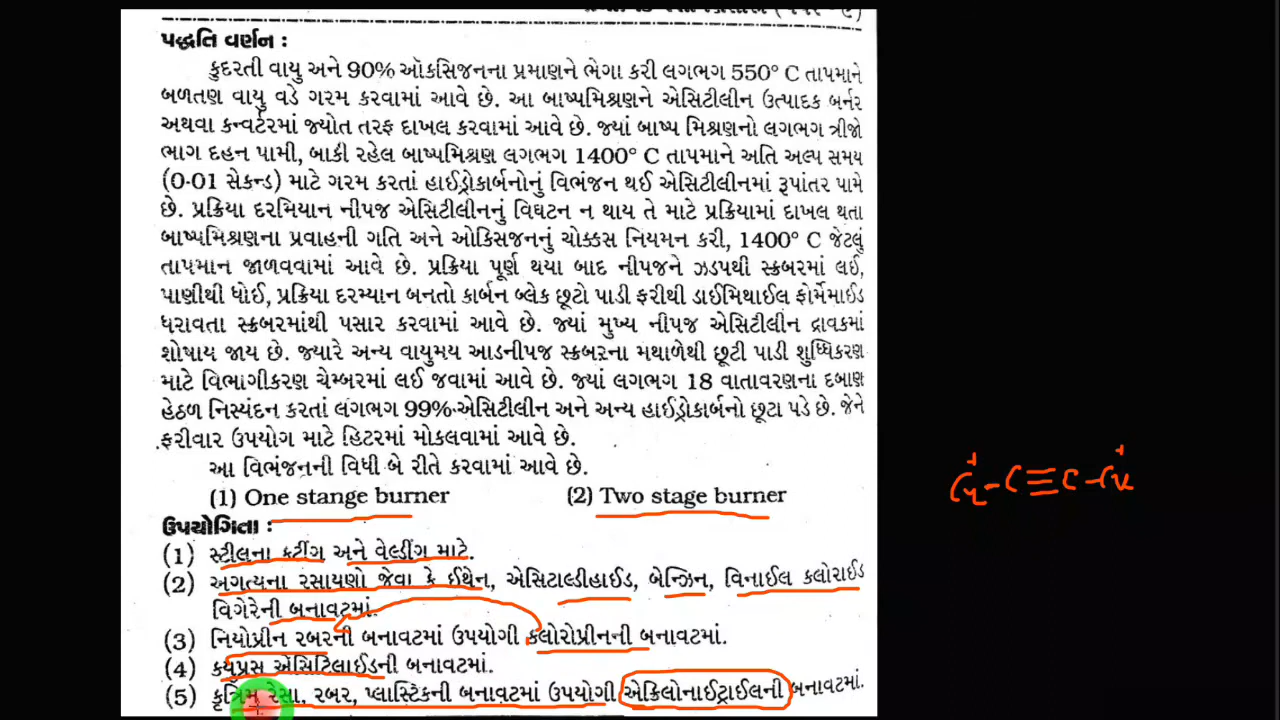 પદ્ધતિ વર્ણન :
કુદરતી વાયુ અને 90% ઑકસિજનના પ્રમાણને ભેગા કરી લગભગ 550° C તાપમાને
બળતણ વાયુ વડે ગરમ કરવામાં આવે છે. આ બાષ્પમિશ્રણને એસિટીલીન ઉત્પાદક બર્નર
અથવા કન્વર્ટરમાં જ્યોત તરફ દાખલ કરવામાં આવે છે. જ્યાં બાષ્પ મિશ્રણનો લગભગ ત્રીજો
ભાગ દહન પામી, બાકી રહેલ બાષ્પમિશ્રણ લગભગ 1400° C તાપમાને અતિ અલ્પ સમય
(0·01 સેકન્ડ) માટે ગરમ કરતાં હાઈડ્રોકાર્બનોનું વિભંજન થઈ એસિટીલીનમાં રૂપાંતર પામે
છે. પ્રક્રિયા દરમિયાન નીપજ એસિટીલીનનું વિઘટન ન થાય તે માટે પ્રક્રિયામાં દાખલ થતા
બાષ્પમિશ્રણના પ્રવાહની ગતિ અને ઓકિસજનનું ચોક્કસ નિયમન કરી, 1400° C જેટલું
તાપમાન જાળવવામાં આવે છે. પ્રક્રિયા પૂર્ણ થયા બાદ નીપજને ઝડપથી સ્ક્રબરમાં લઈ,
પાણીથી ધોઈ, પ્રક્રિયા દરમ્યાન બનતો કાર્બન બ્લેક છૂટો પાડી ફરીથી ડાઈમિથાઈલ ફોર્મેમાઈડ
ધરાવતા સ્ક્રબરમાંથી પસાર કરવામાં આવે છે. જ્યાં મુખ્ય નીપજ એસિટીલીન દ્રાવકમાં
શોષાય જાય છે. જ્યારે અન્ય વાયુમય આડનીપજ સ્ક્રબરના મથાળેથી છૂટી પાડી શુધ્ધિકરણ
માટે વિભાગીકરણ ચેમ્બરમાં લઈ જવામાં આવે છે. જ્યાં લગભગ 18 વાતાવરણના દબાણ
હેઠળ નિસ્યંદન કરતાં લગભગ 99% એસિટીલીન અને અન્ય હાઈડ્રોકાર્બનો છૂટા પડે છે. જેને
ફરીવાર ઉપયોગ માટે હિટરમાં મોકલવામાં આવે છે.
આ વિભંજનની વિધી બે રીતે કરવામાં આવે છે.
(1) One stange burner (2) Two stage burner
ઉપયોગિતા :
(1) સ્ટીલના કટીંગ અને વેલ્ડીંગ માટે.
(2) અગત્યના રસાયણો જેવા કે ઈથેન, એસિટાલ્ડીહાઈડ, બેન્ઝિન, વિનાઈલ કલોરાઈડ
વિગેરેની બનાવટમાં.
(3) નિયોપ્રીન રબરની બનાવટમાં ઉપયોગી કલોરોપ્રીનની બનાવટમાં.
(4) કયુપ્રસ એસિટિલાઈડની બનાવટમાં.
(5) કૃત્રિમ રેસા, રબર, પ્લાસ્ટિકની બનાવટમાં ઉપયોગી એક્રિલોનાઈટ્રાઈલની બનાવટમાં.